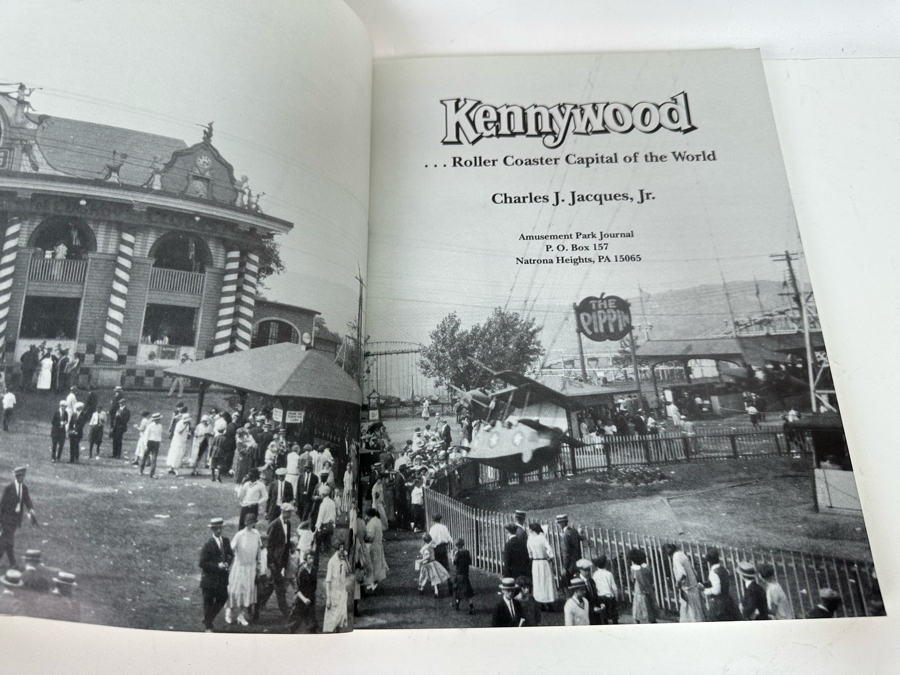 Kennywood
. . . Roller Coaster Capital of the World
Charles J. Jacques, Jr.
Amusement Park Journal
P. O. Box 157
Natrona Heights, PA 15065
THE
PIPPIN